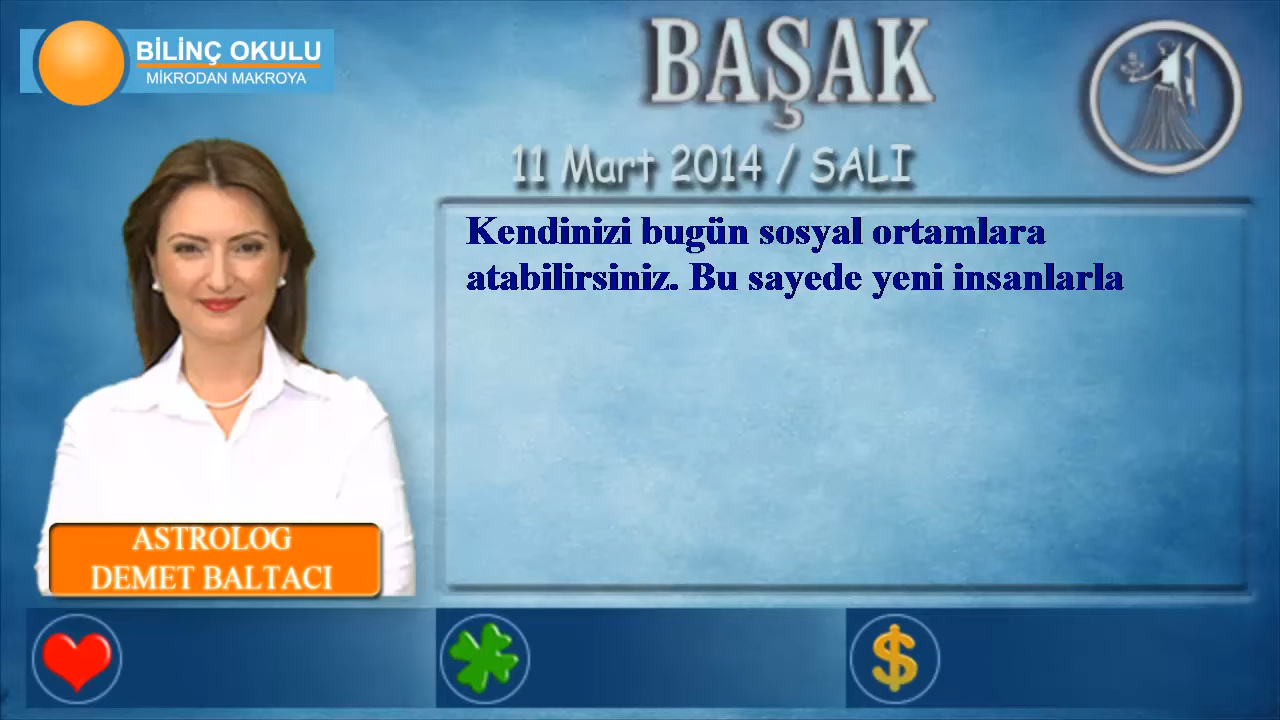 BİLİNÇ OKULU
MİKRODAN MAKROYA
BAŞAK
11 Mart 2014 / SALI
Kendinizi bugün sosyal ortamlara
atabilirsiniz. Bu sayede yeni insanlarla
ASTROLOG
DEMET BALTACI
$